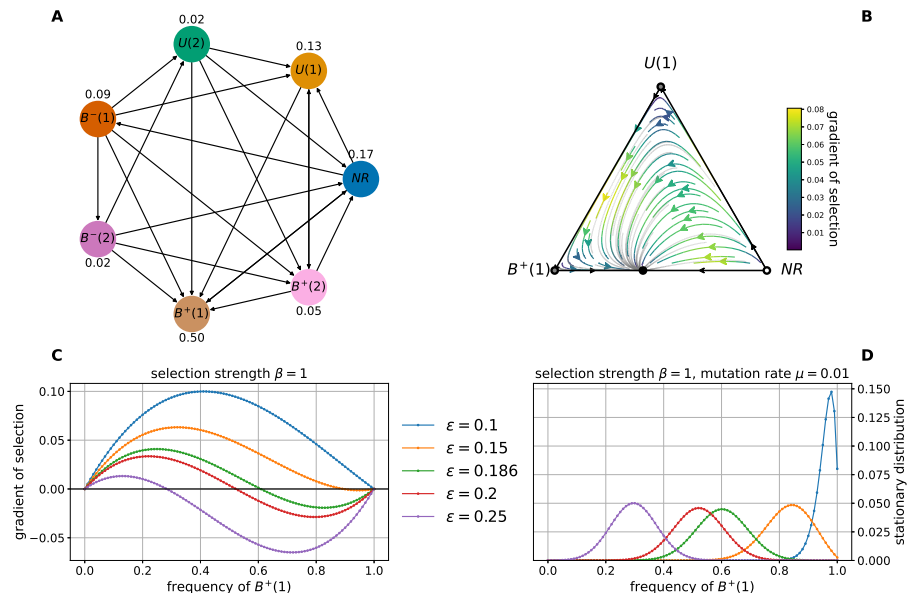 A
0.02
U(2)
0.13
U(1)
0.09
B⁻(1)
0.17
NR
B⁻(2)
0.02
B⁺(2)
0.05
B⁺(1)
0.50
B
U(1)
B⁺(1)
NR
0.08
0.07
0.06
0.05
0.04
0.03
0.02
0.01
gradient of selection
C
selection strength β = 1
0.10
0.05
0.00
−0.05
gradient of selection
0.0 0.2 0.4 0.6 0.8 1.0
frequency of B⁺(1)
ε = 0.1
ε = 0.15
ε = 0.186
ε = 0.2
ε = 0.25
D
selection strength β = 1, mutation rate μ = 0.01
0.150
0.125
0.100
0.075
0.050
0.025
0.000
stationary distribution
0.0 0.2 0.4 0.6 0.8 1.0
frequency of B⁺(1)